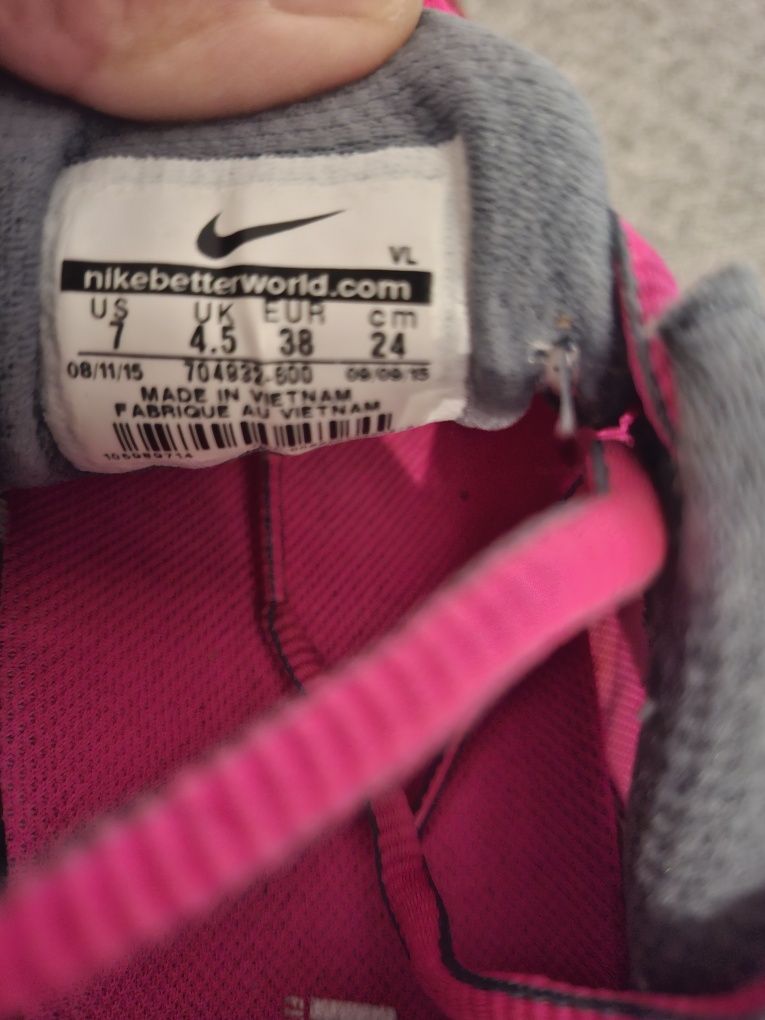 VL
nikebetterworld.com
US UK EUR cm
7 4.5 38 24
08/11/15 704932-600 09/09/15
MADE IN VIETNAM
FABRIQUE AU VIETNAM